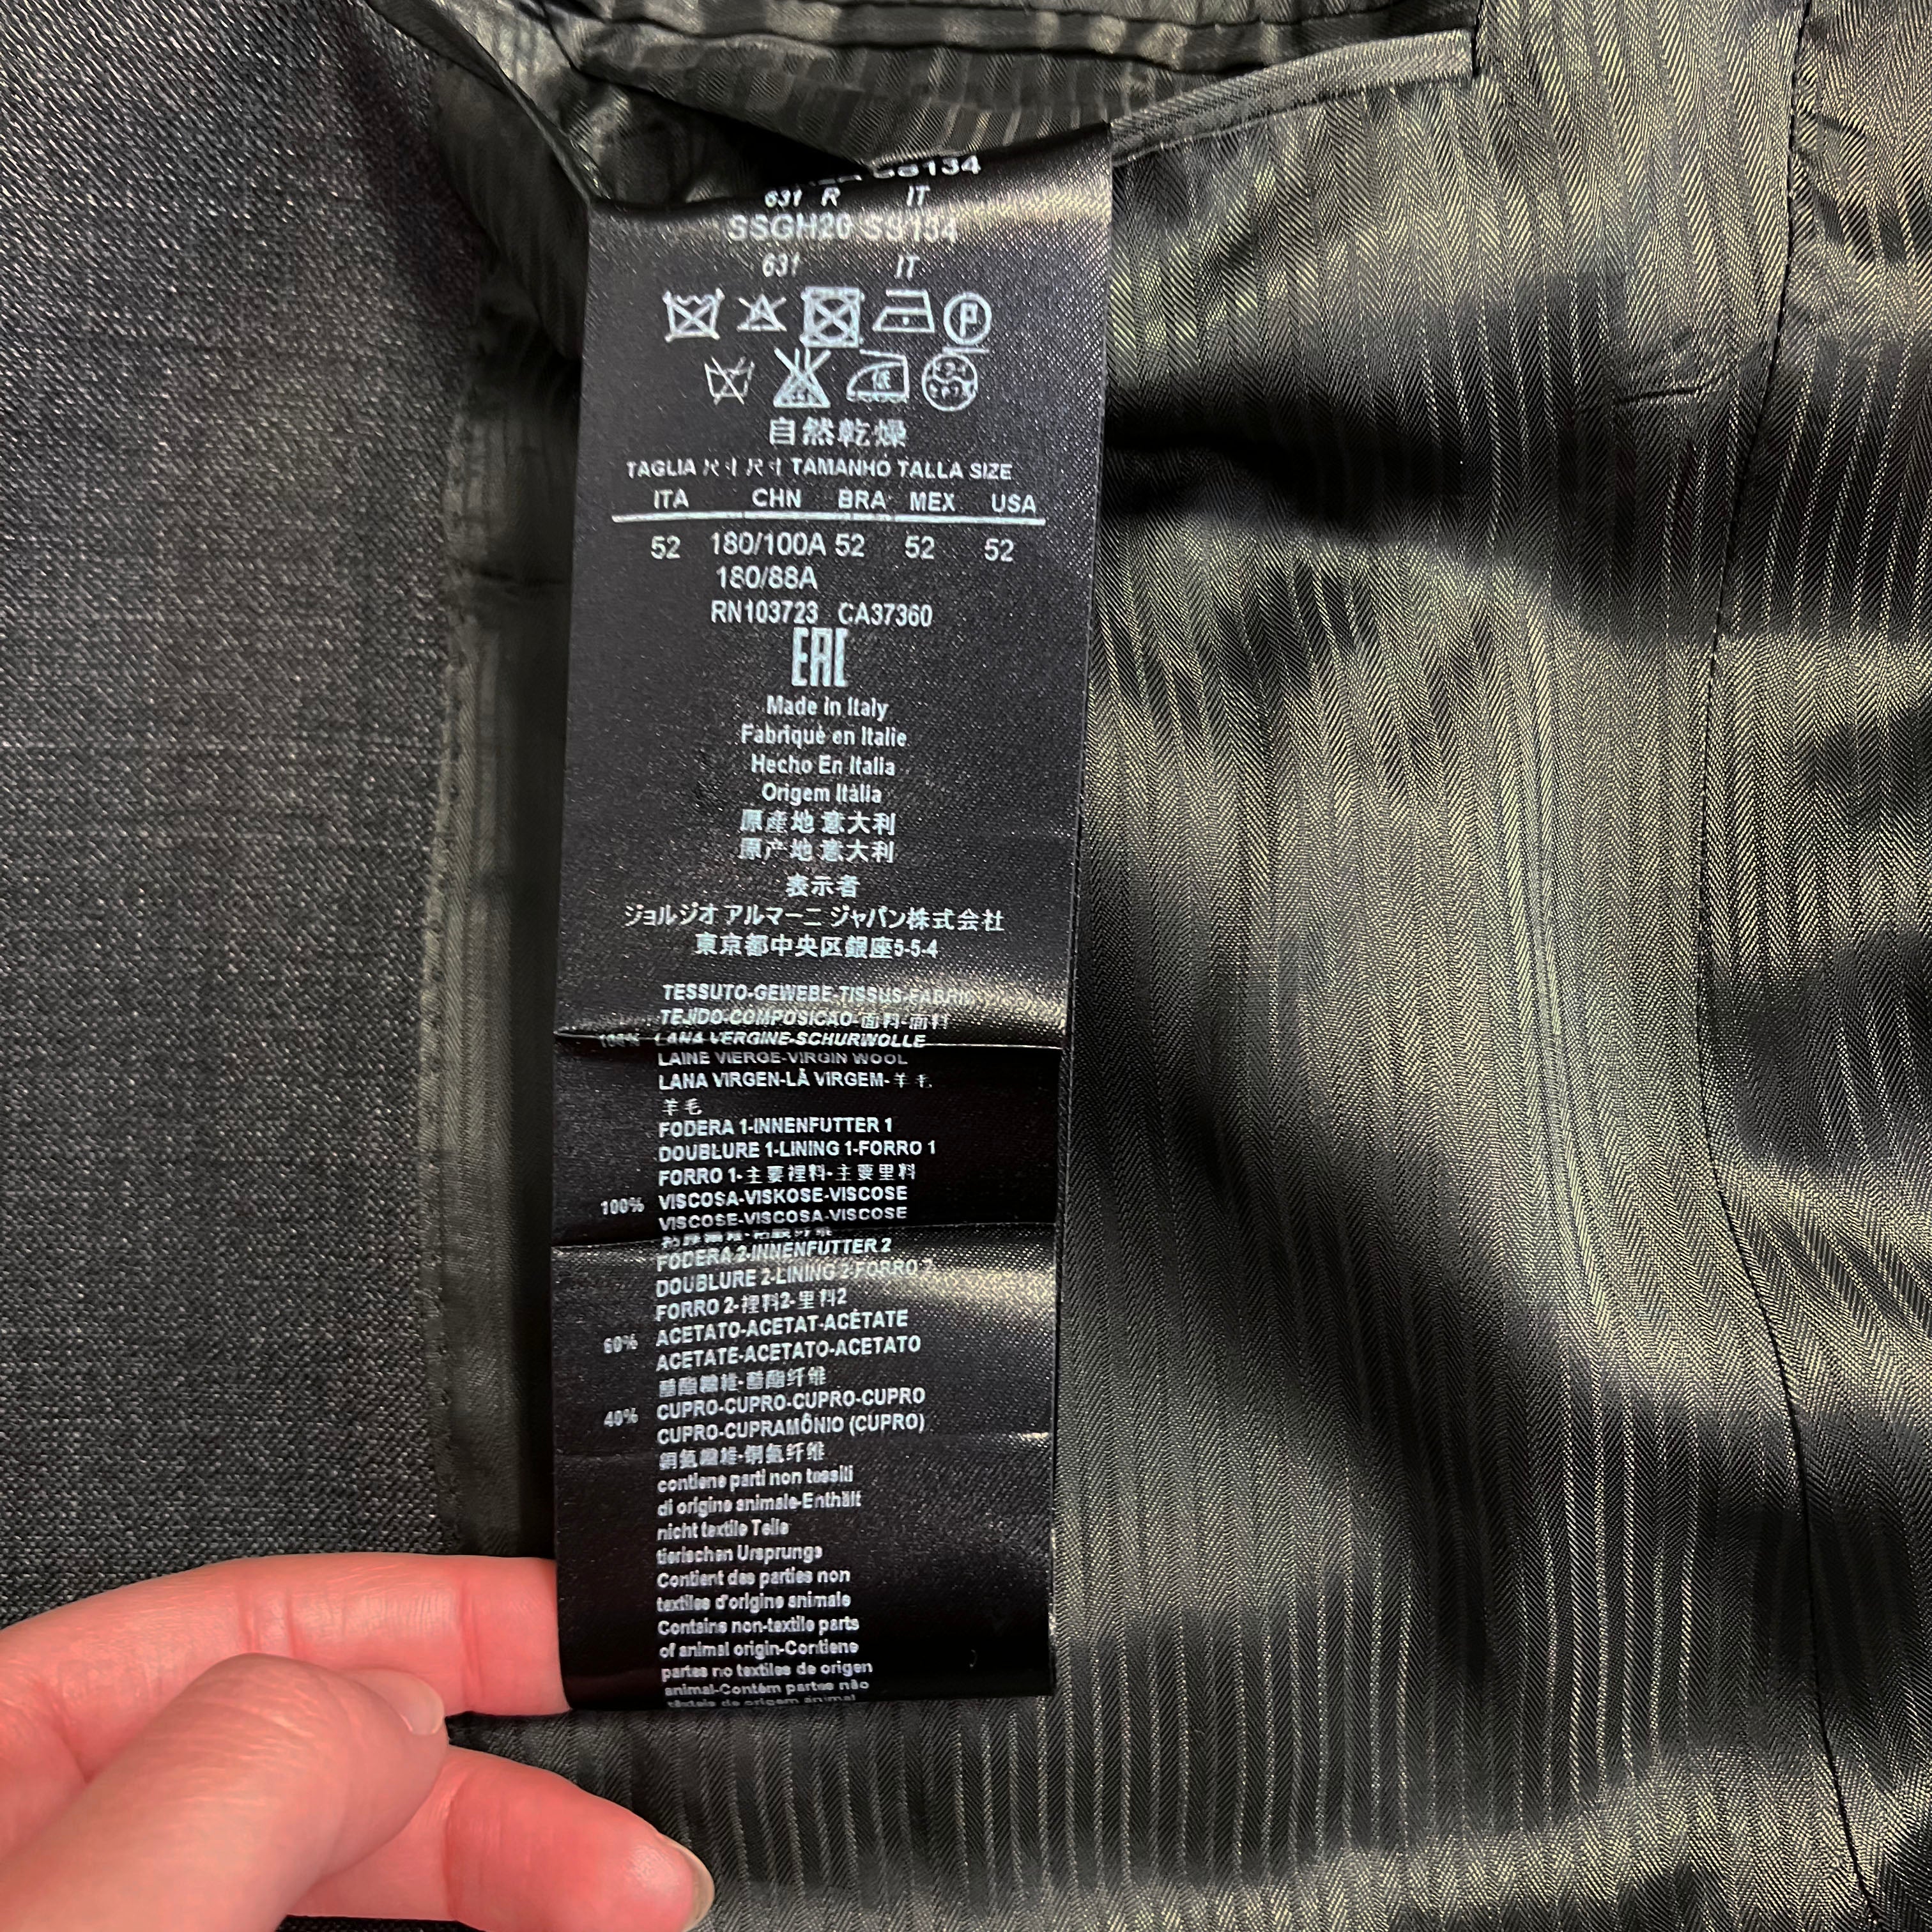 SS134
631 R IT
SSGH20 SS134
631 IT
自然乾燥
TAGLIA 尺寸 尺寸 TAMANHO TALLA SIZE
ITA CHN BRA MEX USA
52 180/100A 52 52 52
180/88A
RN103723 CA37360
EAC
Made in Italy
Fabriqué en Italie
Hecho En Italia
Origem Itália
原產地 意大利
原产地 意大利
表示者
ジョルジオ アルマーニ ジャパン株式会社
東京都中央区銀座5-5-4
TESSUTO-GEWEBE-TISSUS-FABRIC
TEJIDO-COMPOSICAO-面料-面料
100% LANA VERGINE-SCHURWOLLE
LAINE VIERGE-VIRGIN WOOL
LANA VIRGEN-LÃ VIRGEM-羊毛
羊毛
FODERA 1-INNENFUTTER 1
DOUBLURE 1-LINING 1-FORRO 1
FORRO 1-主要裡料-主要里料
100% VISCOSA-VISKOSE-VISCOSE
VISCOSE-VISCOSA-VISCOSE
FODERA 2-INNENFUTTER 2
DOUBLURE 2-LINING 2-FORRO 2
FORRO 2-裡料2-里料2
60% ACETATO-ACETAT-ACÉTATE
ACETATE-ACETATO-ACETATO
醋酯纖維-醋酯纤维
40% CUPRO-CUPRO-CUPRO-CUPRO
CUPRO-CUPRAMÔNIO (CUPRO)
銅氨纖維-铜氨纤维
contiene parti non tessili
di origine animale-Enthält
nicht textile Teile
tierischen Ursprungs
Contient des parties non
textiles d'origine animale
Contains non-textile parts
of animal origin-Contiene
partes no textiles de origen
animal-Contém partes não
têxteis de origem animal